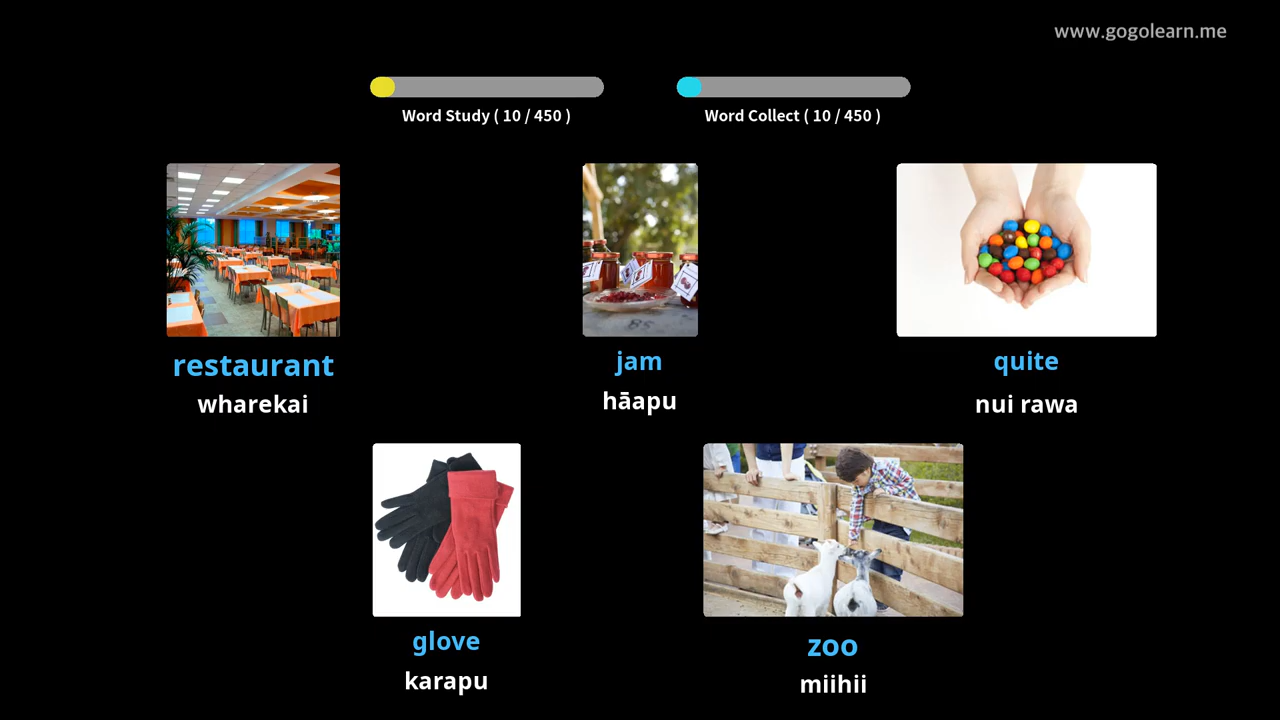 www.gogolearn.me
Word Study ( 10 / 450 )
Word Collect ( 10 / 450 )
restaurant
wharekai
jam
hāapu
quite
nui rawa
glove
karapu
zoo
miihii